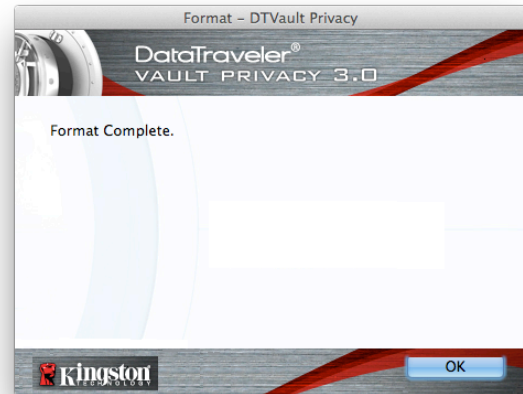 Format – DTVault Privacy
DataTraveler®
VAULT PRIVACY 3.0
Format Complete.
Kingston
TECHNOLOGY
OK